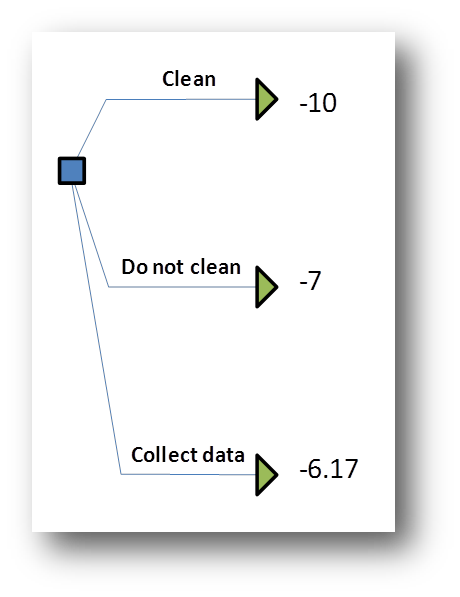 Clean
-10
Do not clean
-7
Collect data
-6.17